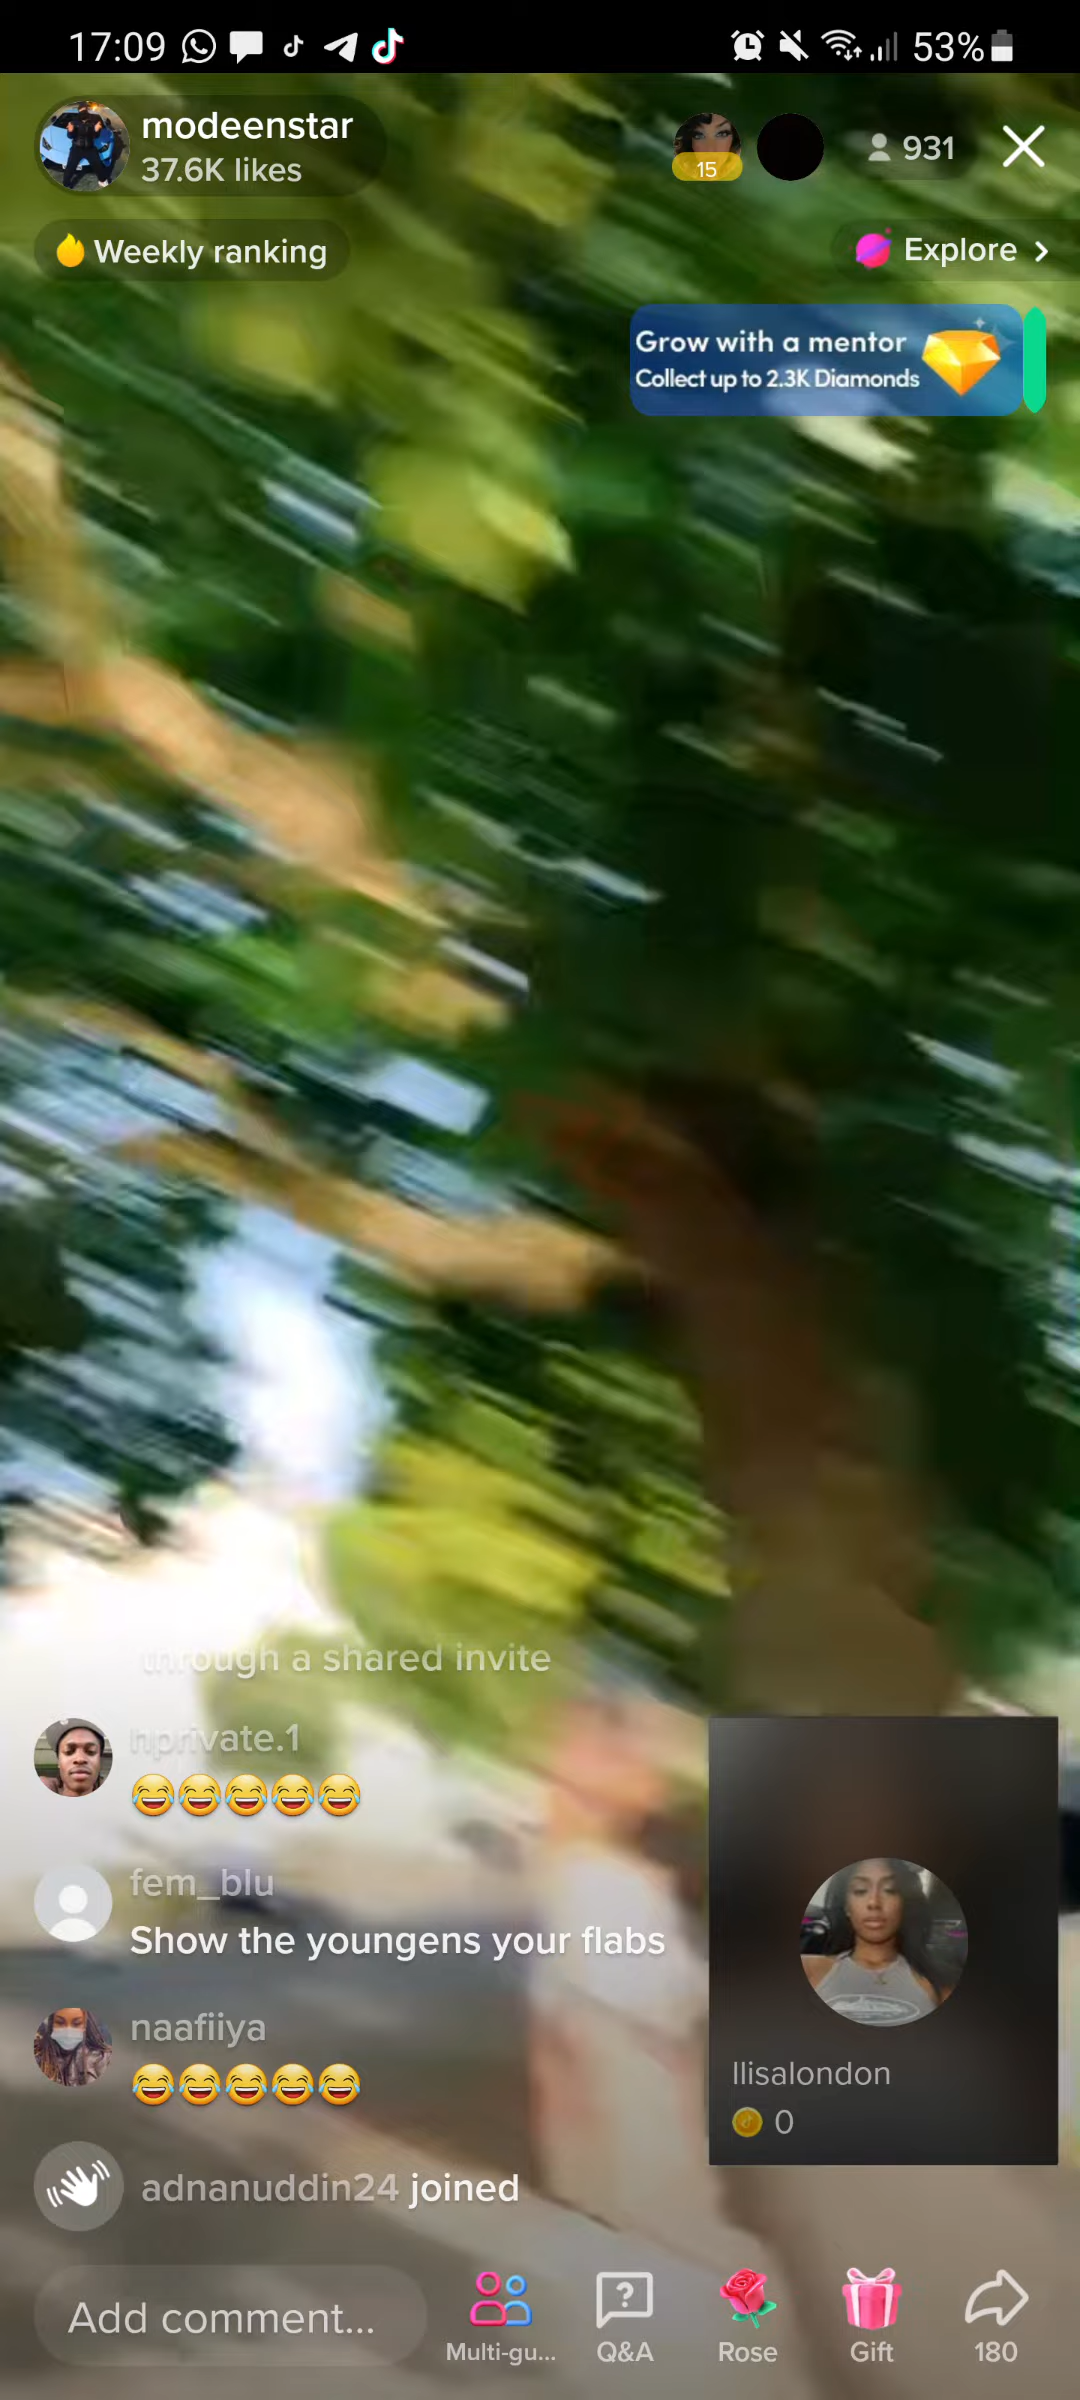 17:09
53%
modeenstar
37.6K likes
15
931
Weekly ranking
Explore
Grow with a mentor
Collect up to 2.3K Diamonds
through a shared invite
hprivate.1
😂😂😂😂😂
fem_blu
Show the youngens your flabs
naafiiya
😂😂😂😂😂
adnanuddin24 joined
llisalondon
0
Add comment...
Multi-gu...
Q&A
Rose
Gift
180